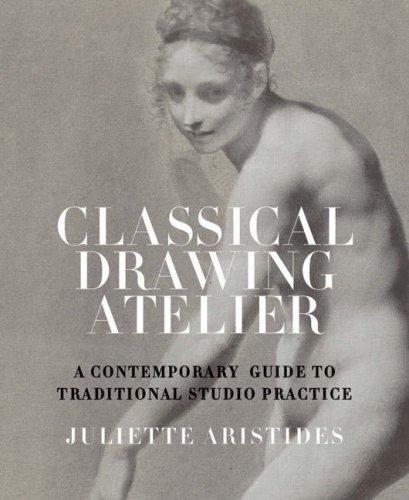 CLASSICAL
DRAWING
ATELIER
A CONTEMPORARY GUIDE TO
TRADITIONAL STUDIO PRACTICE
JULIETTE ARISTIDES